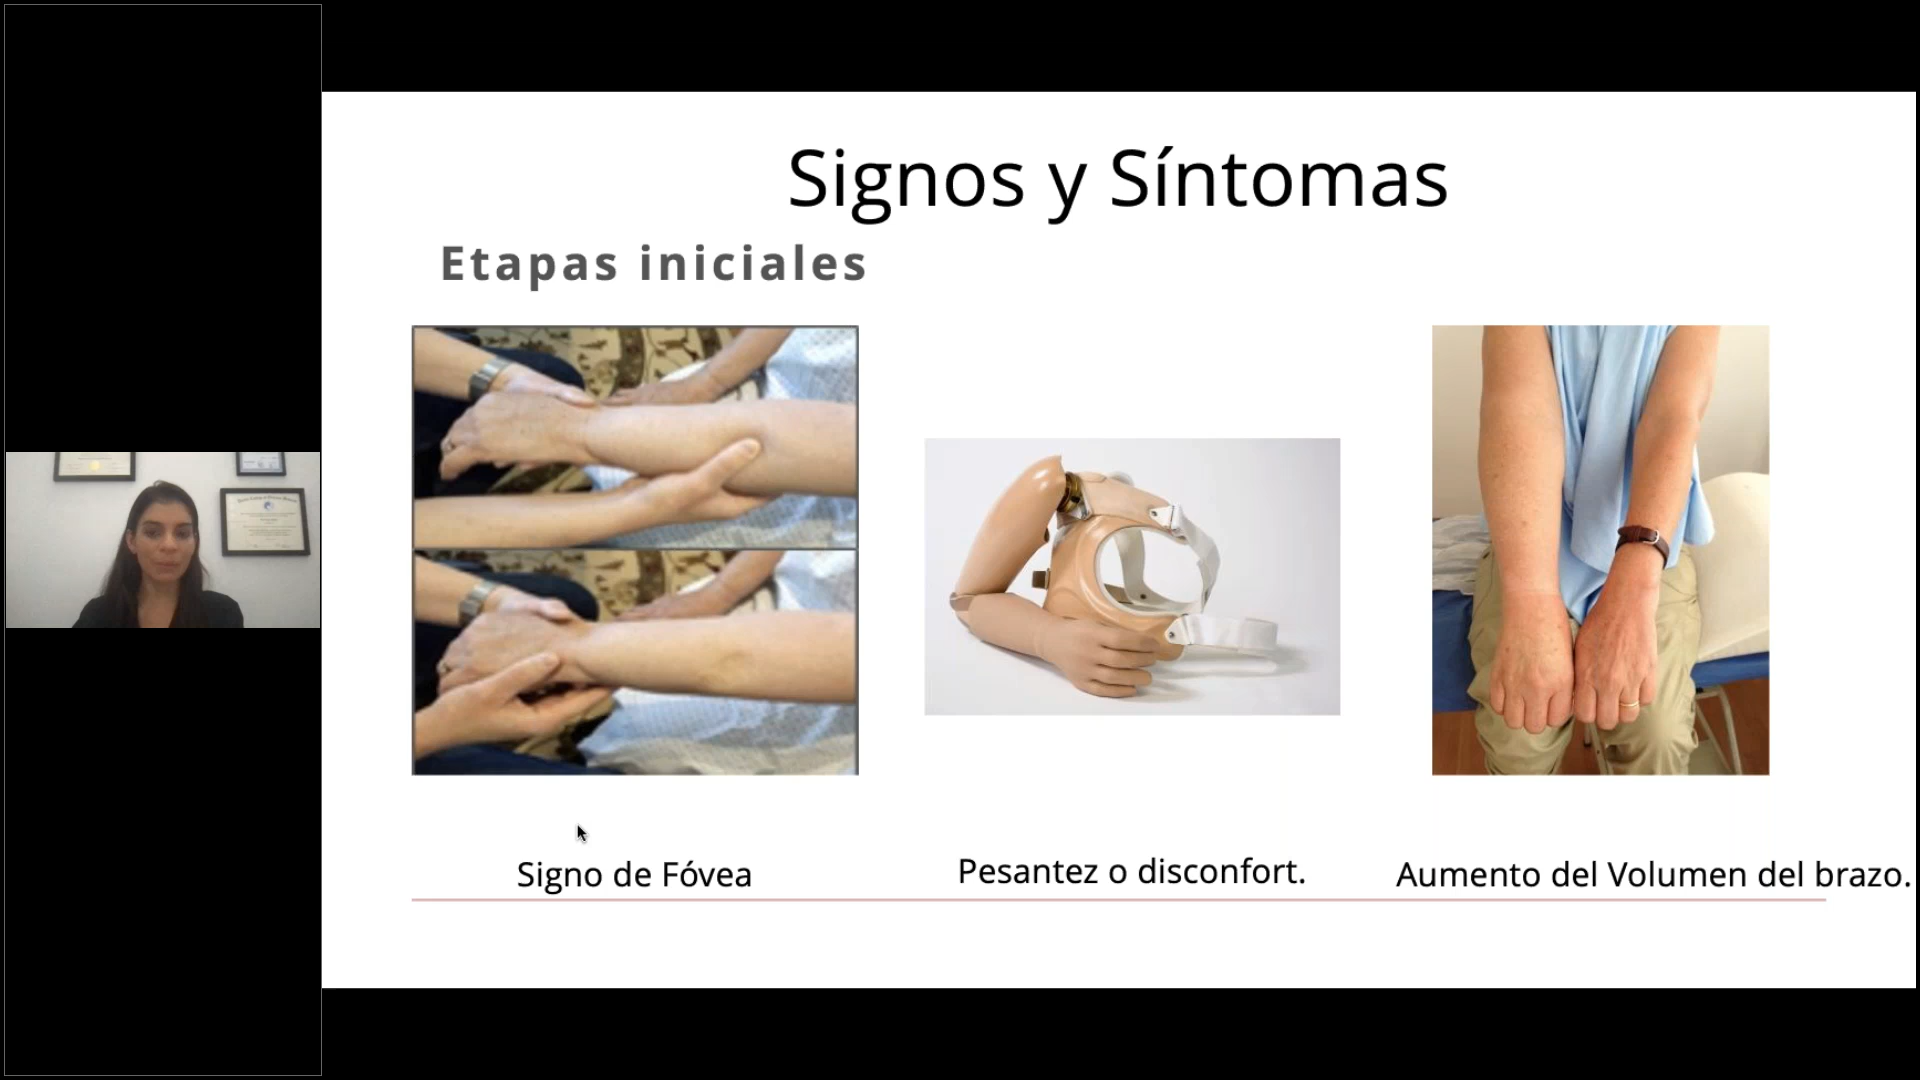 Signos y Síntomas
Etapas iniciales
Signo de Fóvea
Pesantez o disconfort.
Aumento del Volumen del brazo.